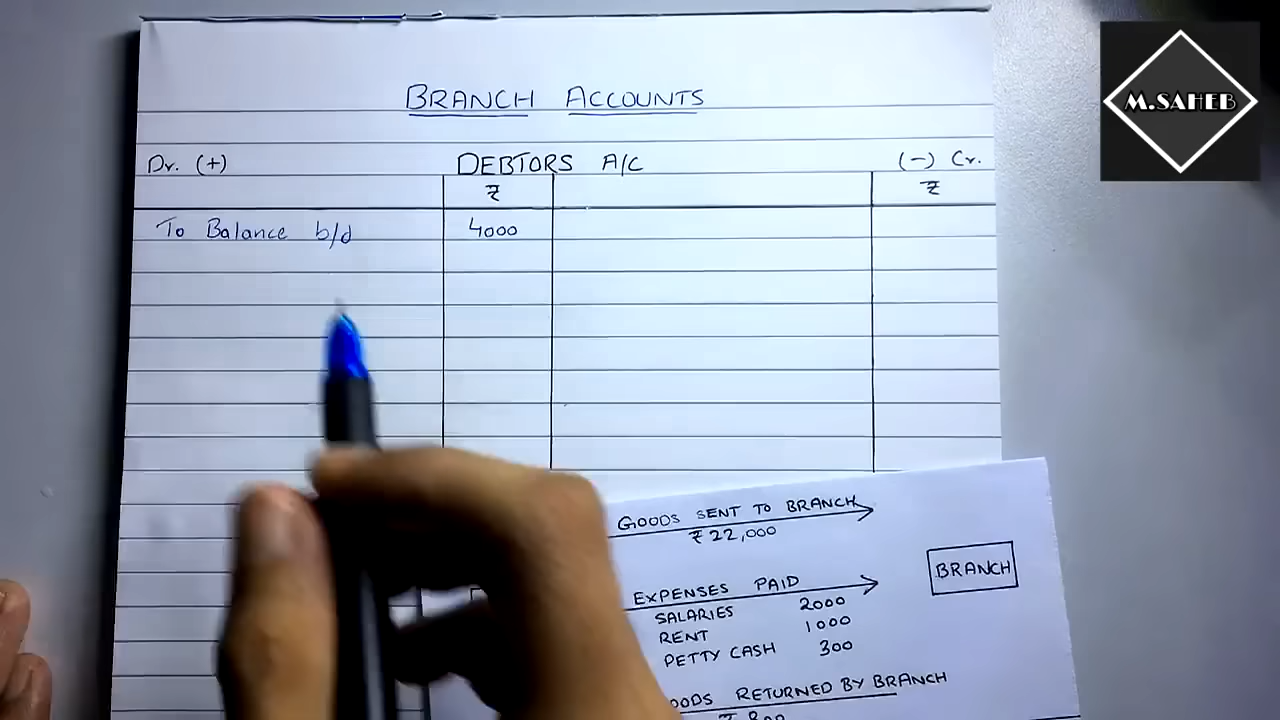 BRANCH ACCOUNTS
M.SAHEB
Dr. (+) DEBTORS A/C (-) Cr.
₹ ₹
To Balance b/d 4000
GOODS SENT TO BRANCH
₹ 22,000
BRANCH
EXPENSES PAID
SALARIES 2000
RENT 1000
PETTY CASH 300
RETURNED BY BRANCH